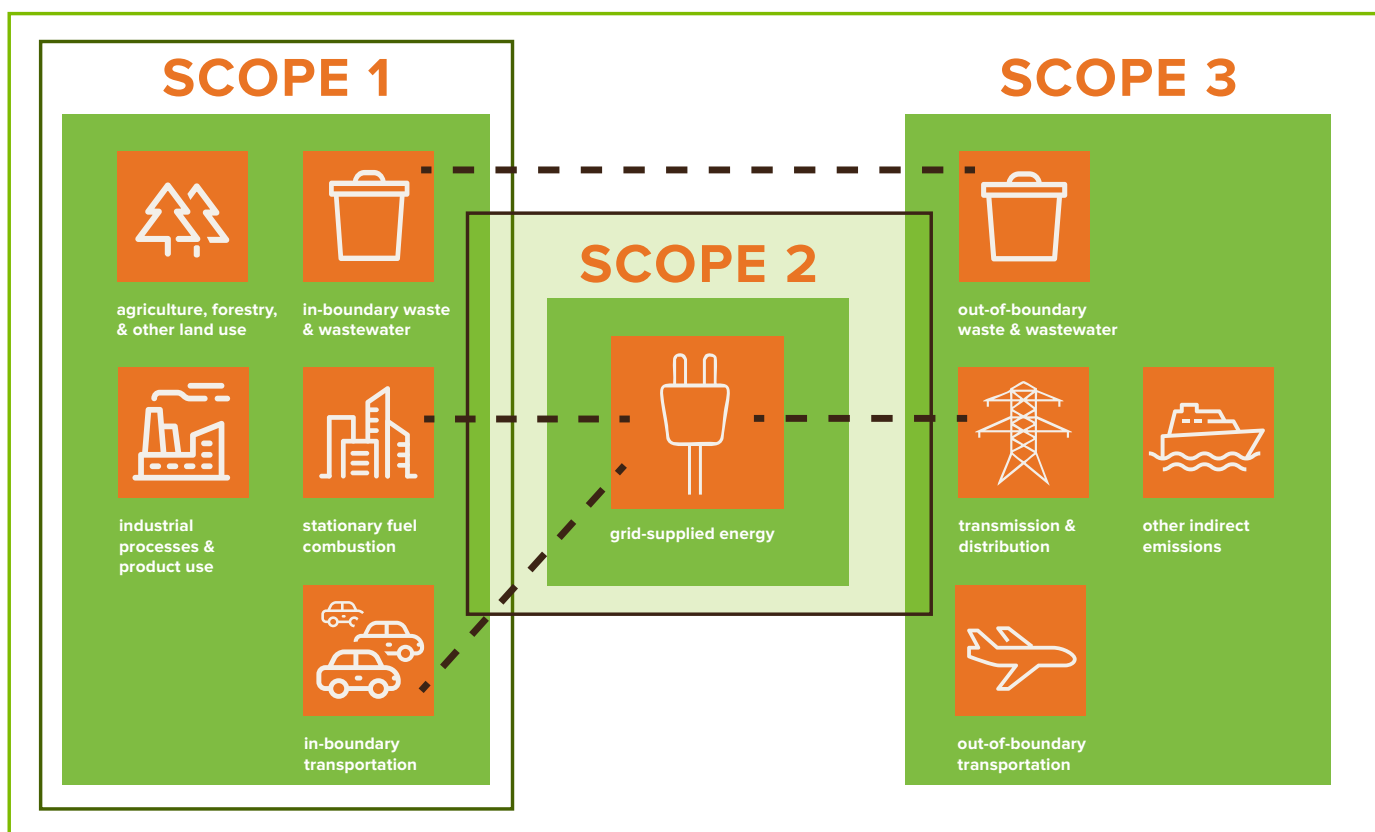 SCOPE 1
agriculture, forestry,
& other land use
in-boundary waste
& wastewater
industrial
processes &
product use
stationary fuel
combustion
in-boundary
transportation
SCOPE 2
grid-supplied energy
SCOPE 3
out-of-boundary
waste & wastewater
transmission &
distribution
other indirect
emissions
out-of-boundary
transportation